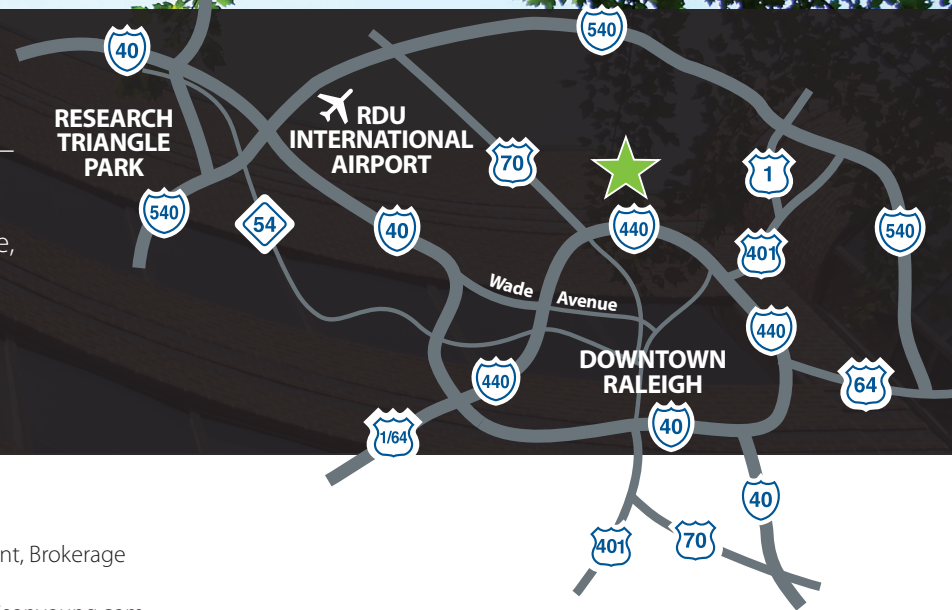 540
40
RESEARCH
TRIANGLE
PARK
RDU
INTERNATIONAL
AIRPORT
70
1
540
54
40
440
401
540
Wade Avenue
440
DOWNTOWN
RALEIGH
440
64
1/64
40
40
401
70
e,
nt, Brokerage